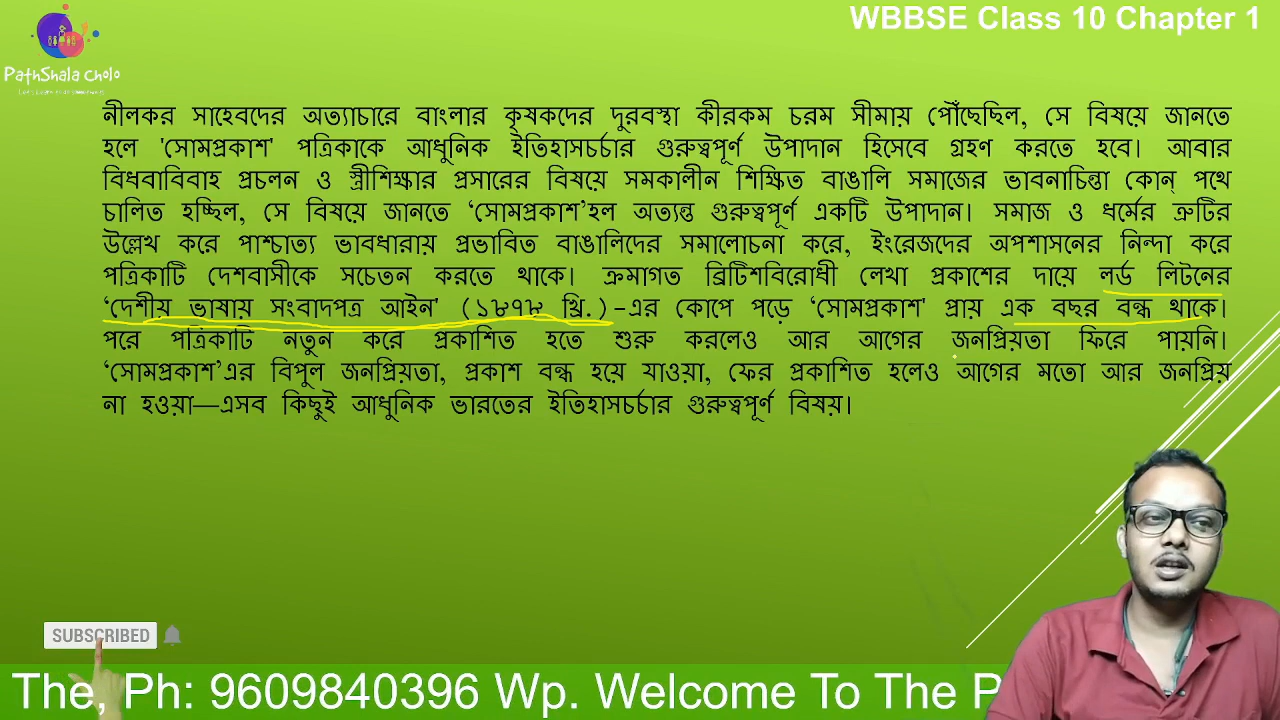 WBBSE Class 10 Chapter 1
PathShala Cholo
নীলকর সাহেবদের অত্যাচারে বাংলার কৃষকদের দুরবস্থা কীরকম চরম সীমায় পৌঁছেছিল, সে বিষয়ে জানতে
হলে 'সোমপ্রকাশ' পত্রিকাকে আধুনিক ইতিহাসচর্চার গুরুত্বপূর্ণ উপাদান হিসেবে গ্রহণ করতে হবে। আবার
বিধবাবিবাহ প্রচলন ও স্ত্রীশিক্ষার প্রসারের বিষয়ে সমকালীন শিক্ষিত বাঙালি সমাজের ভাবনাচিন্তা কোন্ পথে
চালিত হচ্ছিল, সে বিষয়ে জানতে ‘সোমপ্রকাশ’হল অত্যন্ত গুরুত্বপূর্ণ একটি উপাদান। সমাজ ও ধর্মের ত্রুটির
উল্লেখ করে পাশ্চাত্য ভাবধারায় প্রভাবিত বাঙালিদের সমালোচনা করে, ইংরেজদের অপশাসনের নিন্দা করে
পত্রিকাটি দেশবাসীকে সচেতন করতে থাকে। ক্রমাগত ব্রিটিশবিরোধী লেখা প্রকাশের দায়ে লর্ড লিটনের
‘দেশীয় ভাষায় সংবাদপত্র আইন' (১৮৭৮ খ্রি.)–এর কোপে পড়ে ‘সোমপ্রকাশ' প্রায় এক বছর বন্ধ থাকে।
পরে পত্রিকাটি নতুন করে প্রকাশিত হতে শুরু করলেও আর আগের জনপ্রিয়তা ফিরে পায়নি।
‘সোমপ্রকাশ’এর বিপুল জনপ্রিয়তা, প্রকাশ বন্ধ হয়ে যাওয়া, ফের প্রকাশিত হলেও আগের মতো আর জনপ্রিয়
না হওয়া—এসব কিছুই আধুনিক ভারতের ইতিহাসচর্চার গুরুত্বপূর্ণ বিষয়।
SUBSCRIBED
The, Ph: 9609840396 Wp. Welcome To The P